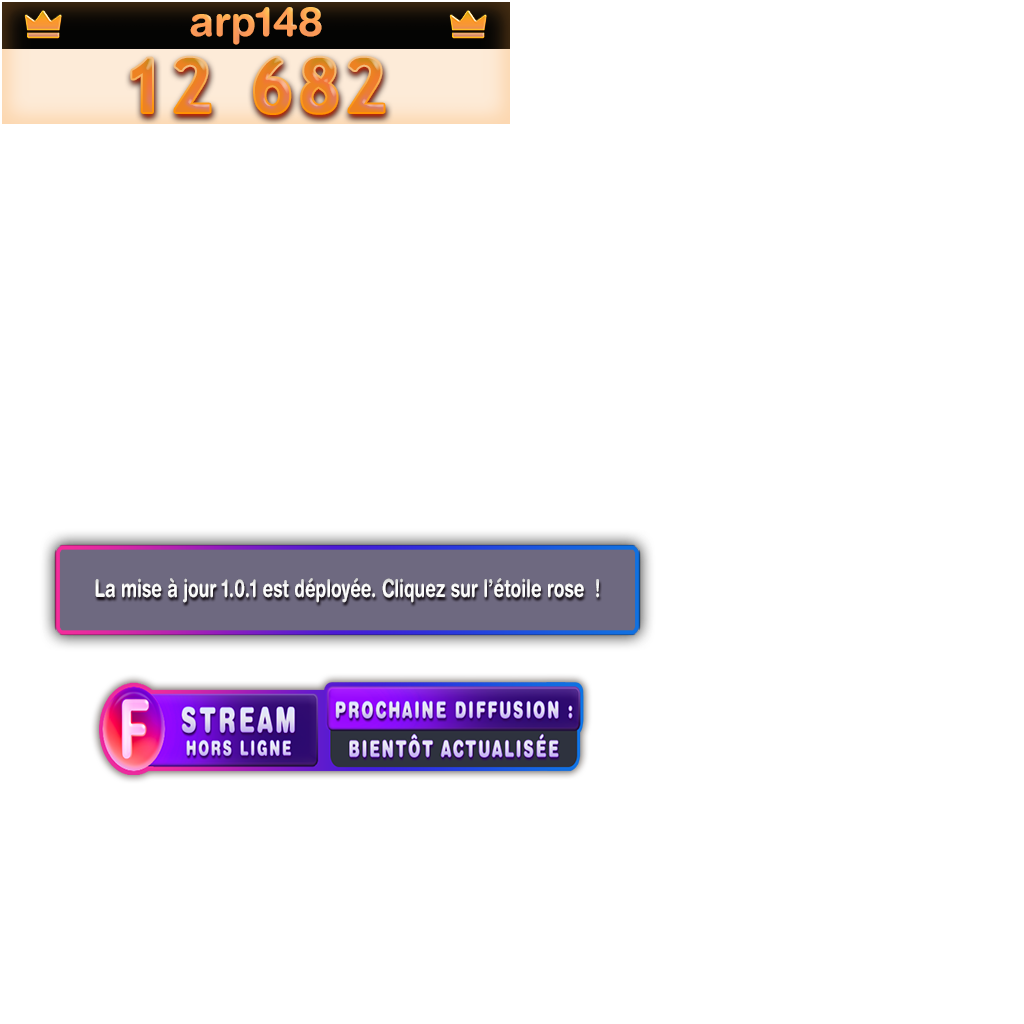 arp148
12 682
La mise à jour 1.0.1 est déployée. Cliquez sur l'étoile rose !
F
STREAM
HORS LIGNE
PROCHAINE DIFFUSION :
BIENTÔT ACTUALISÉE